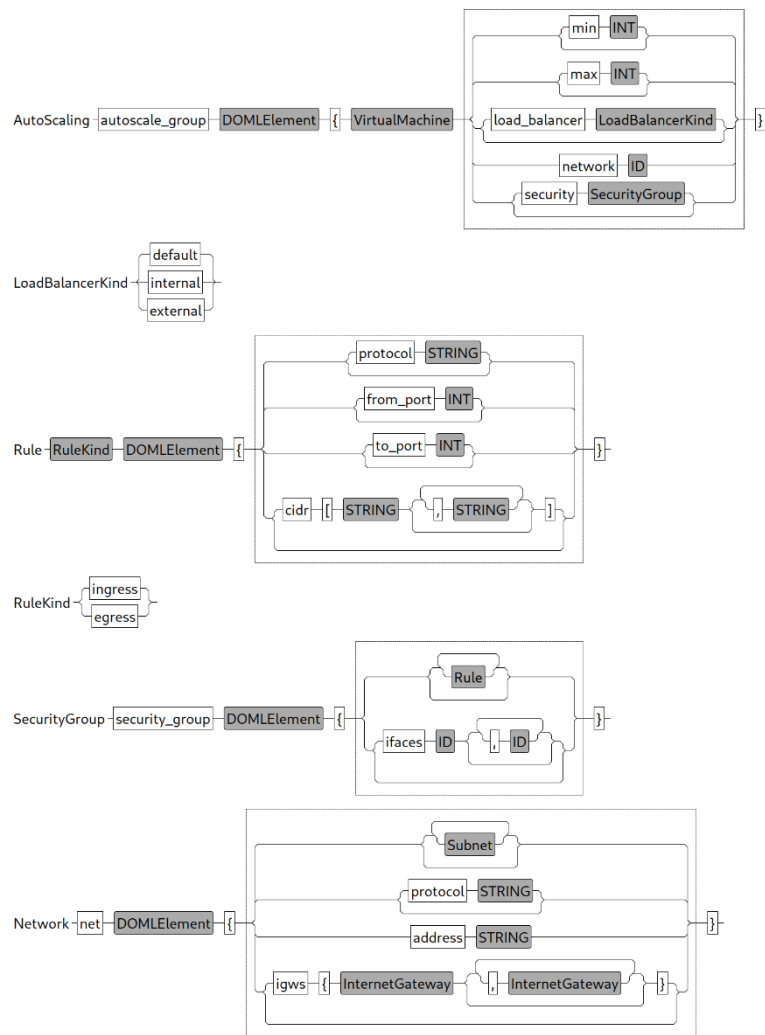 min INT
max INT
AutoScaling autoscale_group DOMLElement { VirtualMachine load_balancer LoadBalancerKind }
network ID
security SecurityGroup
default
LoadBalancerKind internal
external
protocol STRING
from_port INT
Rule RuleKind DOMLElement { to_port INT }
cidr [ STRING , STRING ]
ingress
RuleKind
egress
Rule
SecurityGroup security_group DOMLElement { }
ifaces ID , ID
Subnet
protocol STRING
Network net DOMLElement { }
address STRING
igws { InternetGateway , InternetGateway }